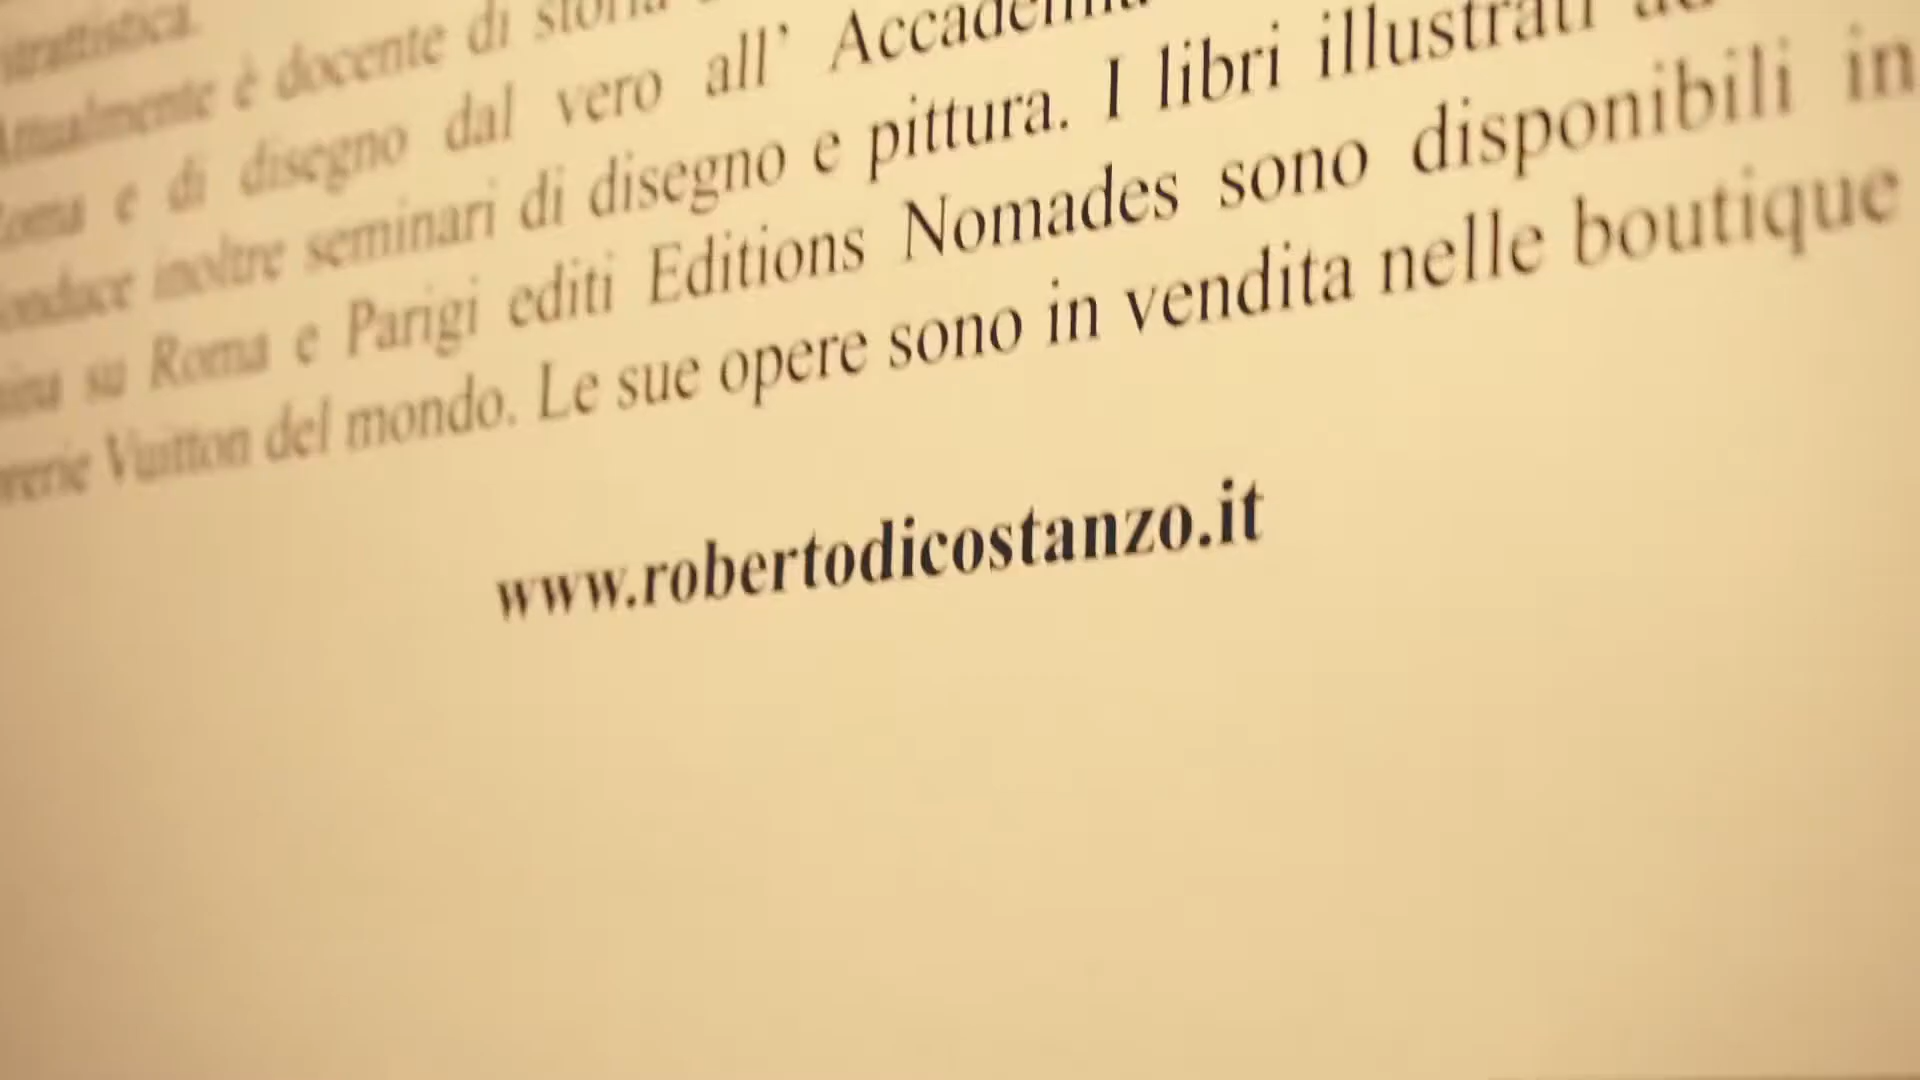 Attualmente è docente di storia
Roma e di disegno dal vero all’ Accademia
conduce inoltre seminari di disegno e pittura. I libri illustrati ad
su Roma e Parigi editi Editions Nomades sono disponibili in
Vuitton del mondo. Le sue opere sono in vendita nelle boutique
www.robertodicostanzo.it